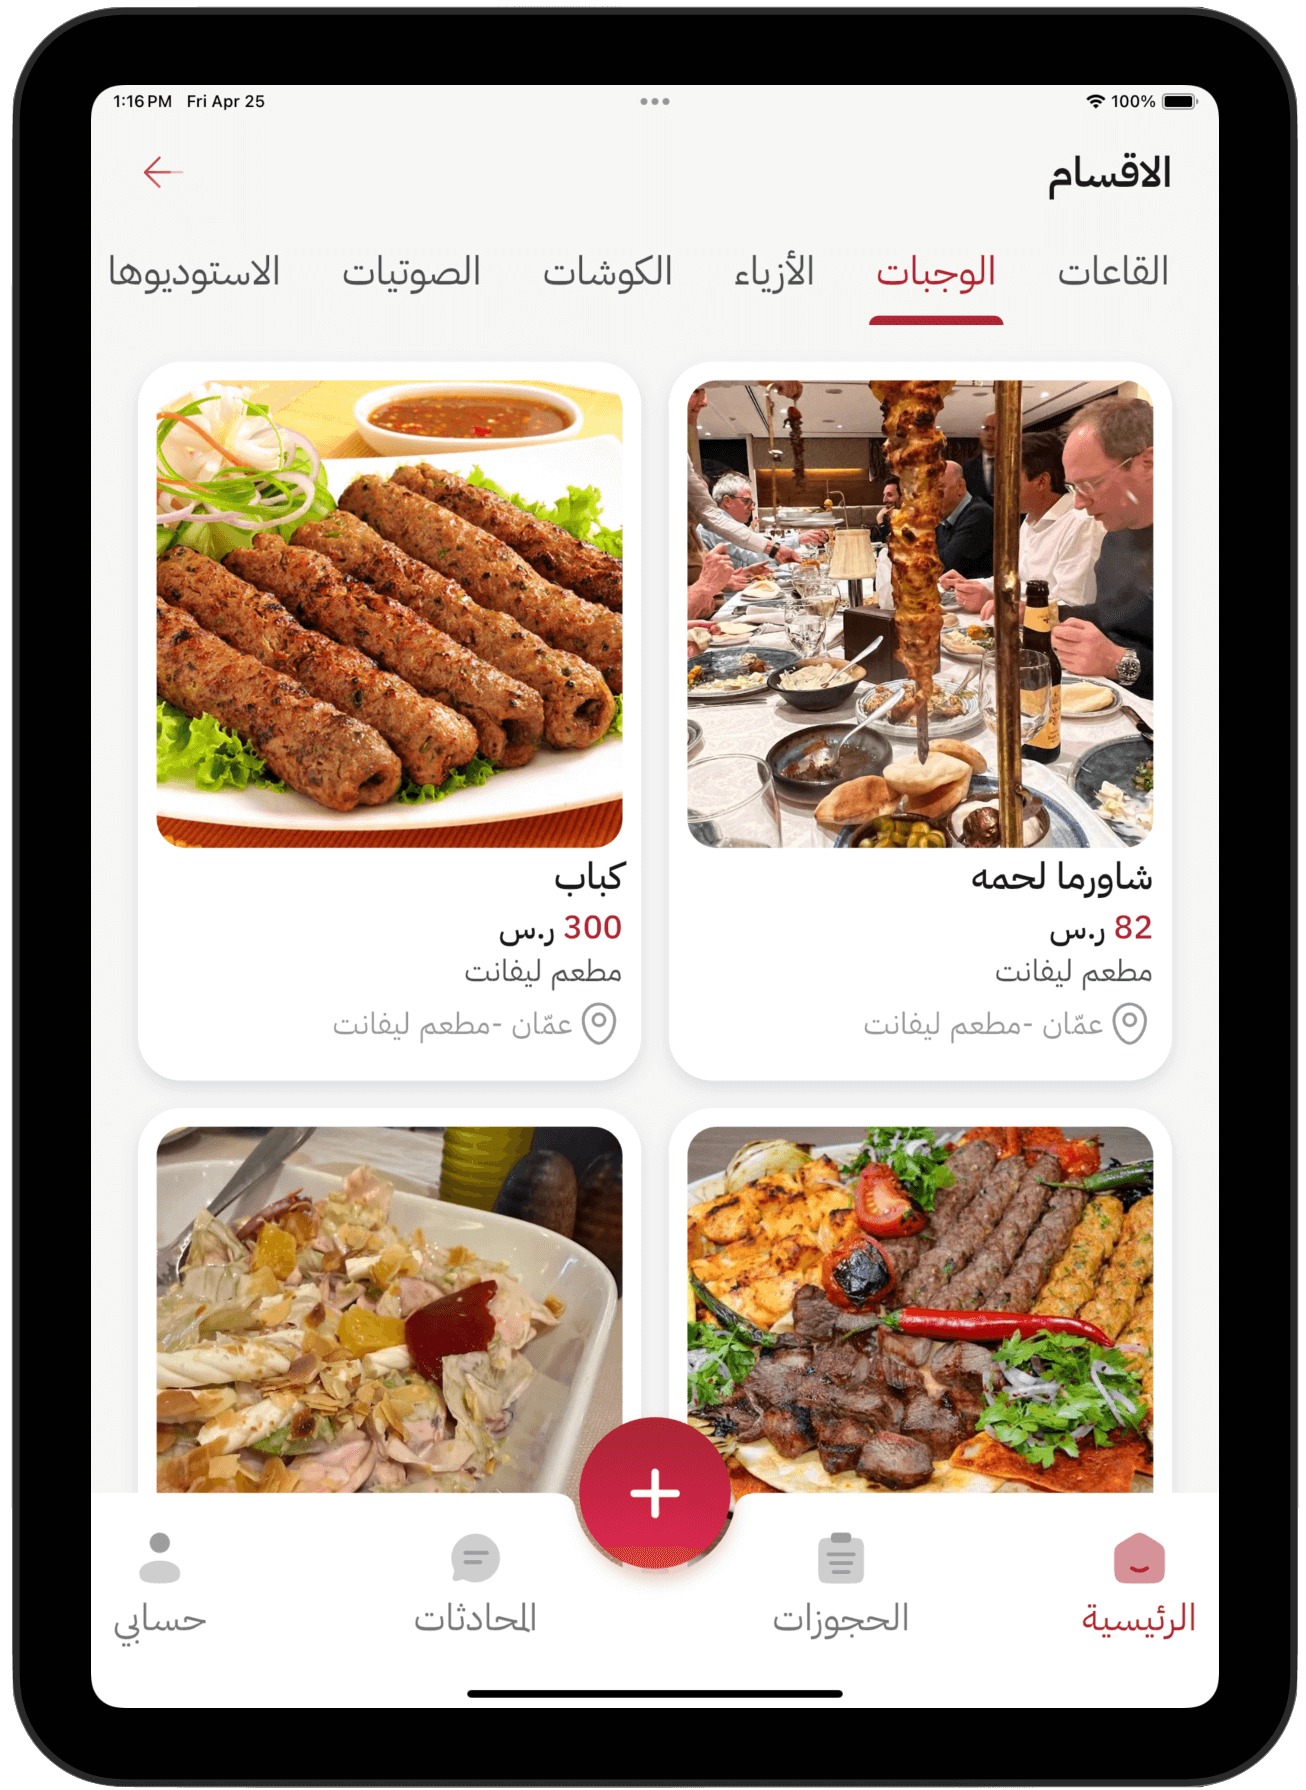 1:16 PM Fri Apr 25
100%
الاقسام
القاعات الوجبات الأزياء الكوشات الصوتيات الاستوديوها
شاورما لحمه
82 ر.س
مطعم ليفانت
عمّان -مطعم ليفانت
كباب
300 ر.س
مطعم ليفانت
عمّان -مطعم ليفانت
الرئيسية الحجوزات المحادثات حسابي